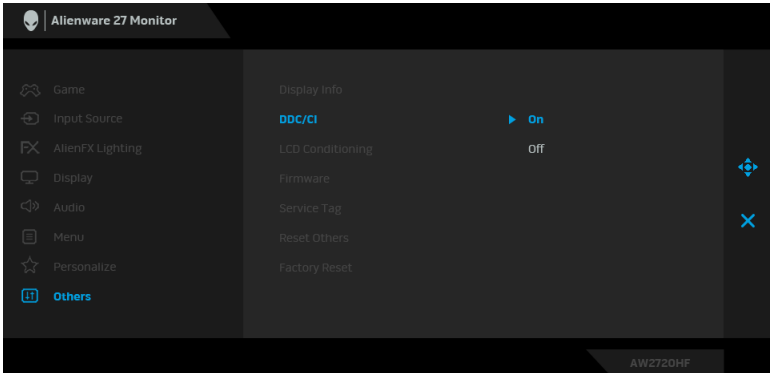 Alienware 27 Monitor
Game
Input Source
FX AlienFX Lighting
Display
Audio
Menu
Personalize
Others
Display Info
DDC/CI On
LCD Conditioning Off
Firmware
Service Tag
Reset Others
Factory Reset
AW2720HF